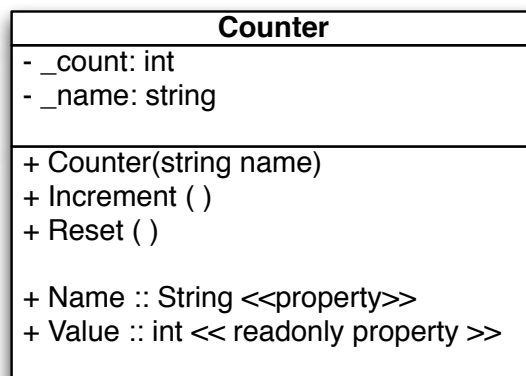 Counter
- _count: int
- _name: string
+ Counter(string name)
+ Increment ( )
+ Reset ( )
+ Name :: String <<property>>
+ Value :: int << readonly property >>